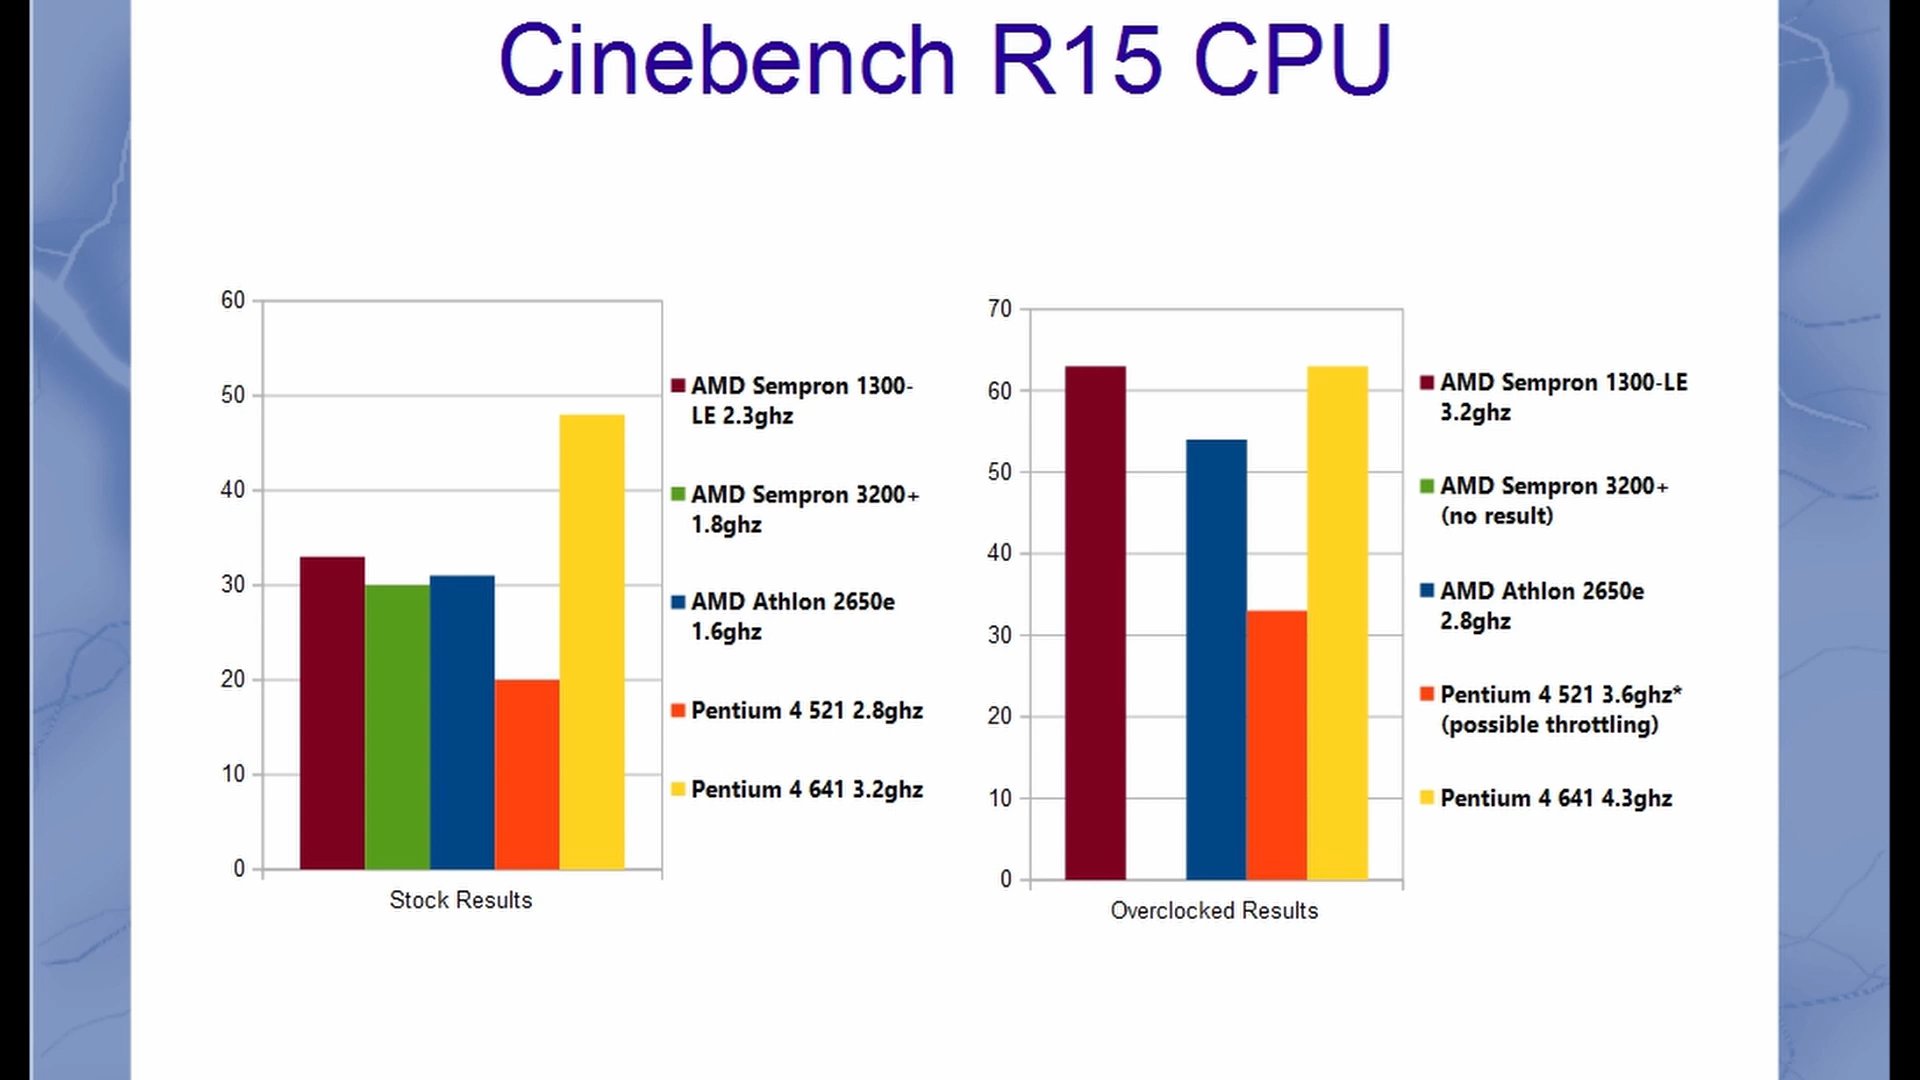 Cinebench R15 CPU
60
50
40
30
20
10
0
Stock Results
AMD Sempron 1300-
LE 2.3ghz
AMD Sempron 3200+
1.8ghz
AMD Athlon 2650e
1.6ghz
Pentium 4 521 2.8ghz
Pentium 4 641 3.2ghz
70
60
50
40
30
20
10
0
Overclocked Results
AMD Sempron 1300-LE
3.2ghz
AMD Sempron 3200+
(no result)
AMD Athlon 2650e
2.8ghz
Pentium 4 521 3.6ghz*
(possible throttling)
Pentium 4 641 4.3ghz